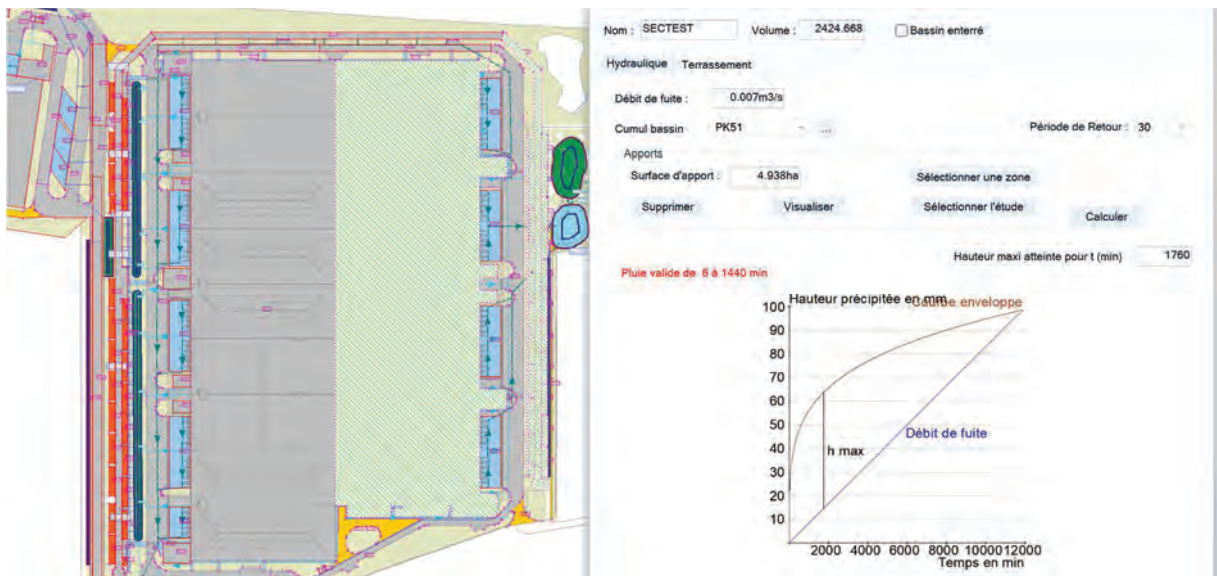 Nom : SECTEST Volume : 2424.668 Bassin enterré
Hydraulique Terrassement
Débit de fuite : 0.007m3/s
Cumul bassin PK51 - ... Période de Retour : 30
Apports
Surface d'apport : 4.938ha Sélectionner une zone
Supprimer Visualiser Sélectionner l'étude Calculer
Hauteur maxi atteinte pour t (min) 1760
Pluie valide de 6 à 1440 min
Hauteur précipitée en mm
Courbe enveloppe
100
90
80
70
60
50
40
30
20
10
Débit de fuite
h max
2000 4000 6000 8000 10000 12000
Temps en min